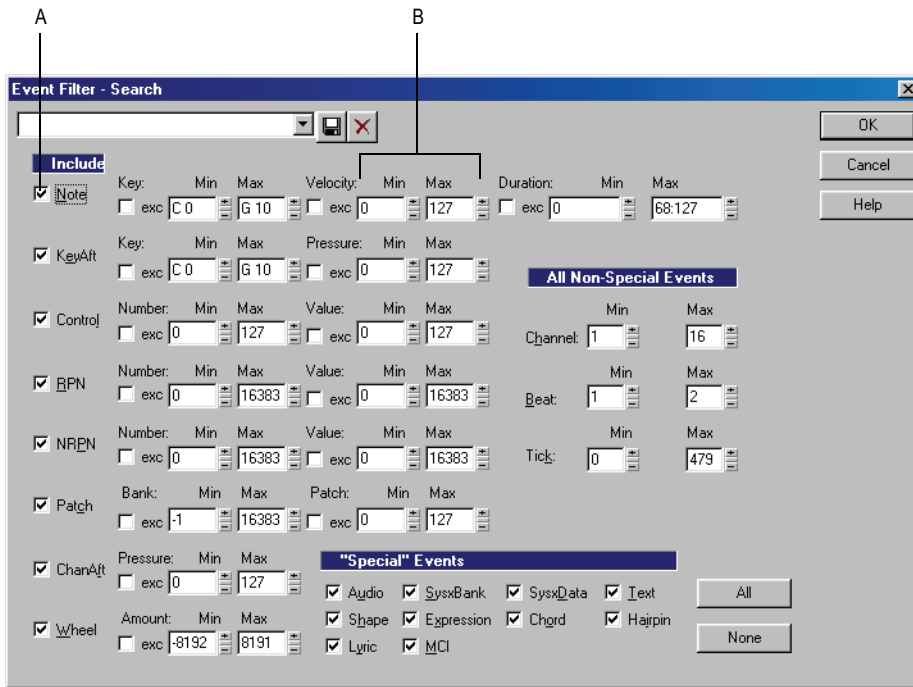 A B
Event Filter - Search
OK
Include
Cancel
Key: Min Max Velocity: Min Max Duration: Min Max
Note exc C 0 G 10 exc 0 127 exc 0 68:127
Help
Key: Min Max Pressure: Min Max
KeyAft exc C 0 G 10 exc 0 127
All Non-Special Events
Number: Min Max Value: Min Max Min Max
Control exc 0 127 exc 0 127 Channel: 1 16
Number: Min Max Value: Min Max Min Max
RPN exc 0 16383 exc 0 16383 Beat: 1 2
Number: Min Max Value: Min Max Min Max
NRPN exc 0 16383 exc 0 16383 Tick: 0 479
Bank: Min Max Patch: Min Max
Patch exc -1 16383 exc 0 127
Pressure: Min Max "Special" Events
ChanAft exc 0 127
Audio SysxBank SysxData Text All
Amount: Min Max Shape Expression Chord Hairpin
Wheel exc -8192 8191 Lyric MCI None